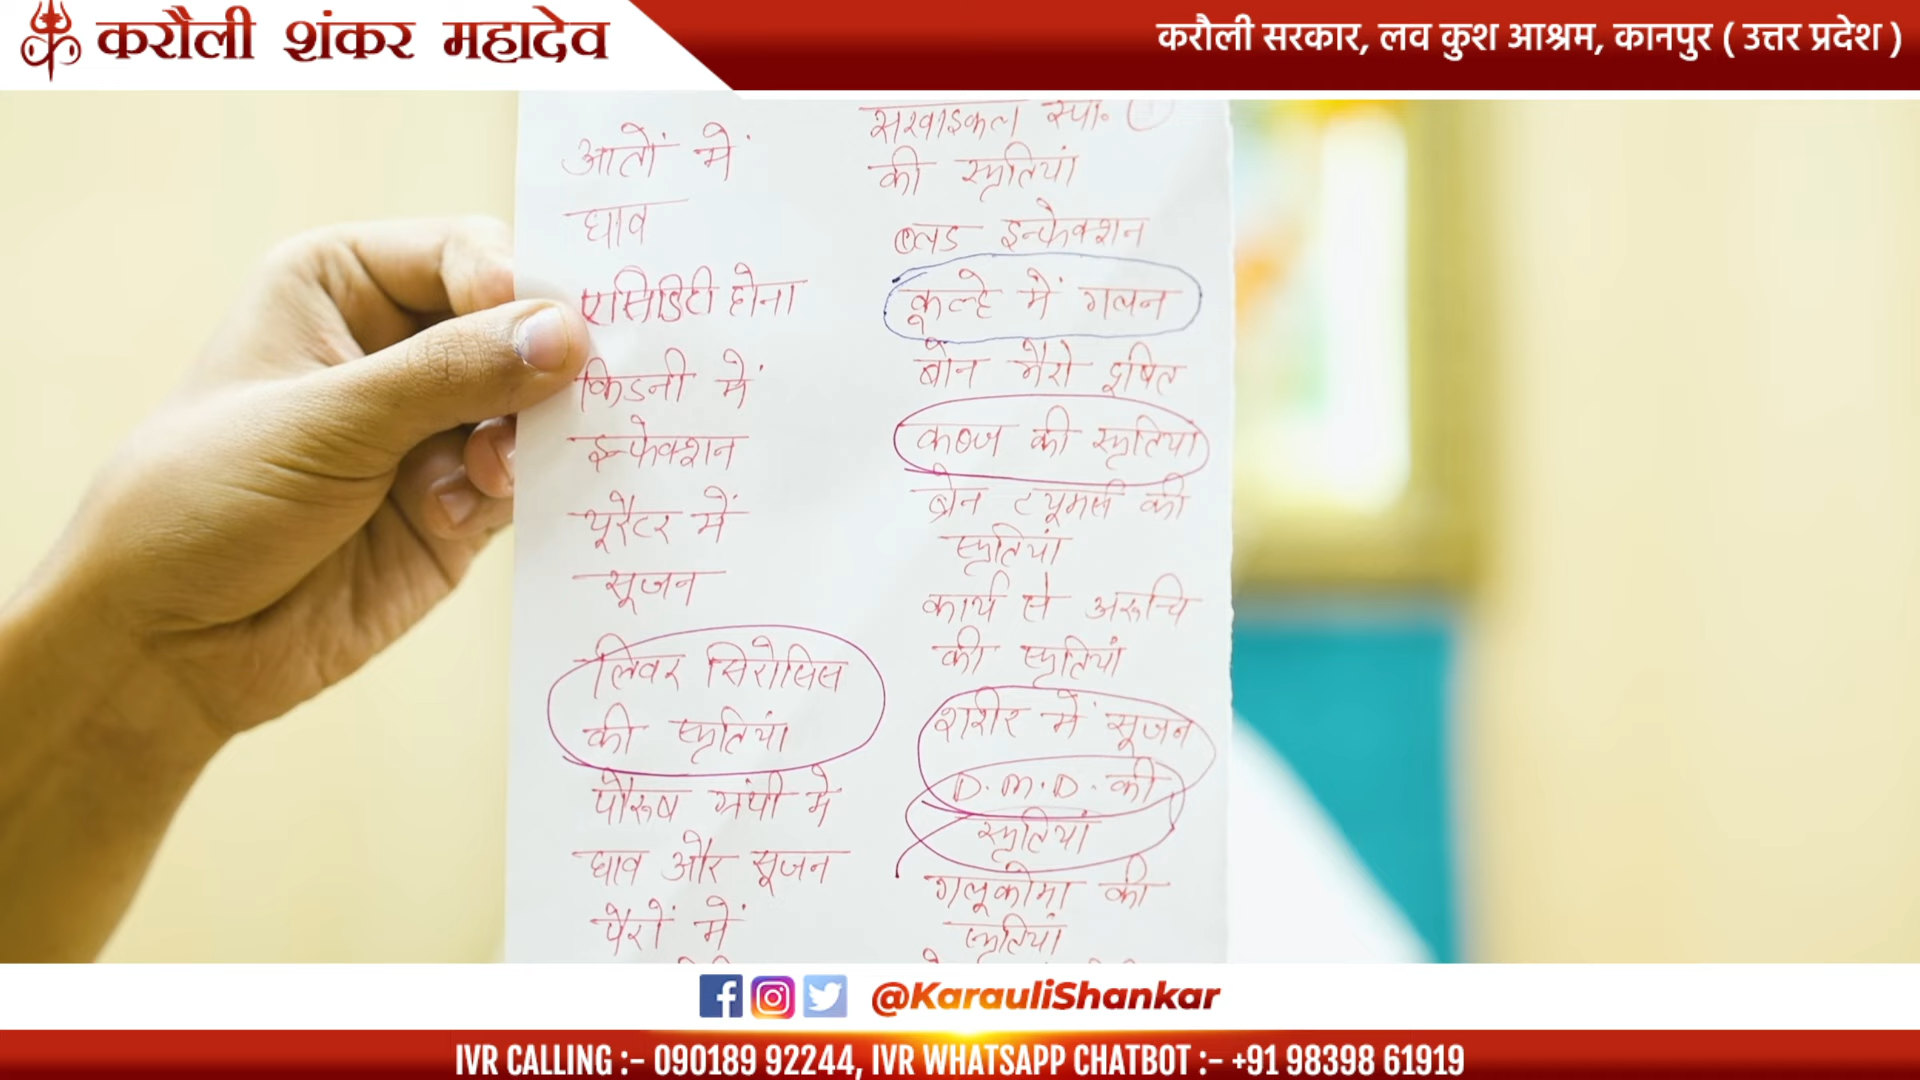 करौली शंकर महादेव
करौली सरकार, लव कुश आश्रम, कानपुर ( उत्तर प्रदेश )
आतों में
घाव
एसिडिटी होना
किडनी में
इन्फेक्शन
यूरेटर में
सूजन
लिवर सिरोसिस
की स्मृतियां
पौरुष ग्रंथी मे
घाव और सूजन
पैरों में
सरवाइकल स्पा०
की स्मृतियां
ब्लड इन्फेक्शन
कूल्हे में गलन
बोन मैरो दूषित
कब्ज की स्मृतिया
ब्रेन ट्यूमर्स की
स्मृतियां
कार्य से अरुचि
की स्मृतियां
शरीर में सूजन
D.M.D. की
स्मृतियां
गलूकोमा की
स्मृतियां
@KarauliShankar
IVR CALLING :- 090189 92244, IVR WHATSAPP CHATBOT :- +91 98398 61919